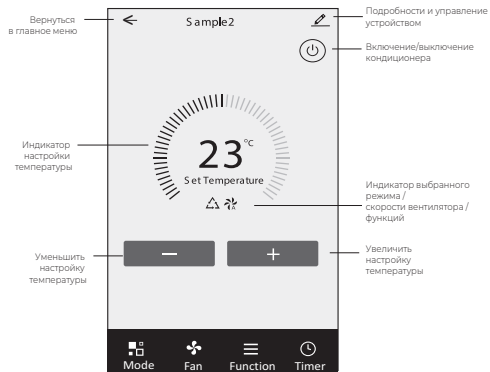 Вернуться
в главное меню
Sample2
Подробности и управление
устройством
Включение/выключение
кондиционера
Индикатор
настройки
температуры
23°C
Set Temperature
A
Индикатор выбранного
режима /
скорости вентилятора /
функций
Уменьшить
настройку
температуры
Увеличить
настройку
температуры
Mode
Fan
Function
Timer